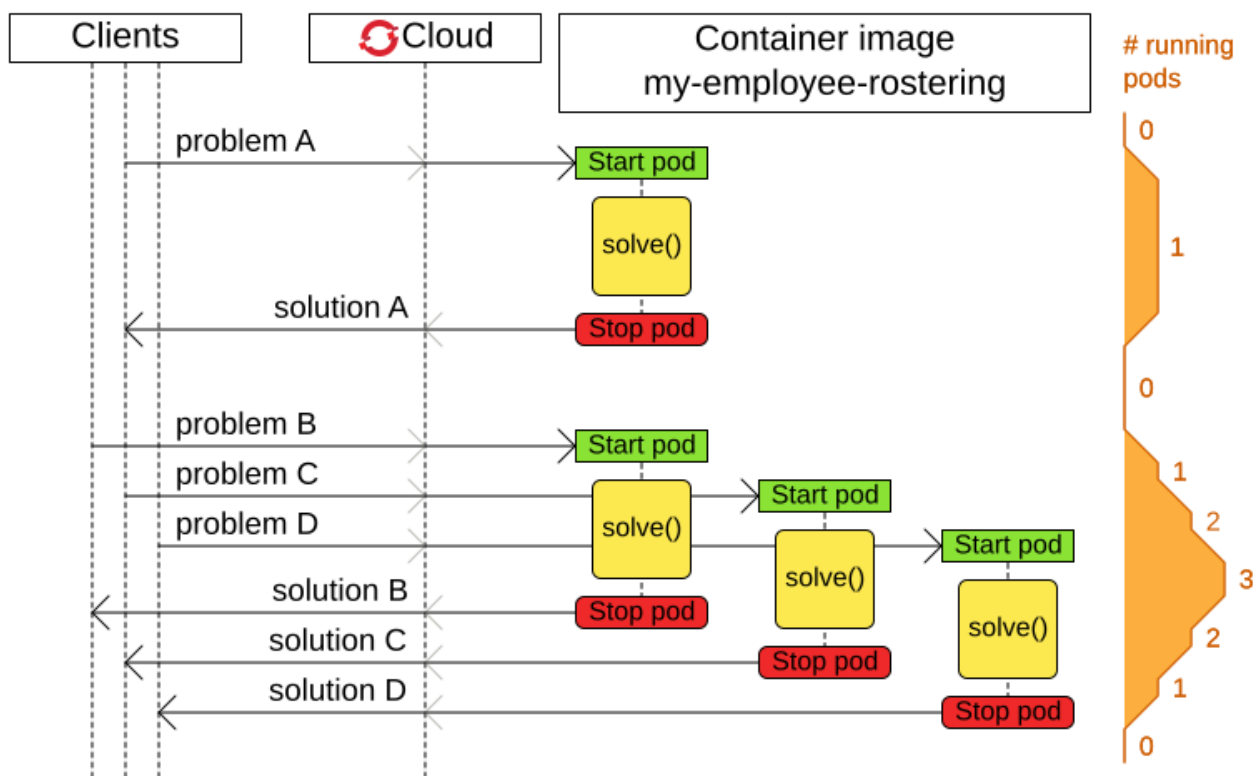 Clients
Cloud
Container image
my-employee-rostering
# running
pods
0
problem A
Start pod
solve()
1
solution A
Stop pod
0
problem B
Start pod
problem C
Start pod
1
problem D
solve()
Start pod
2
solve()
3
solution B
Stop pod
solve()
2
solution C
Stop pod
1
solution D
Stop pod
0